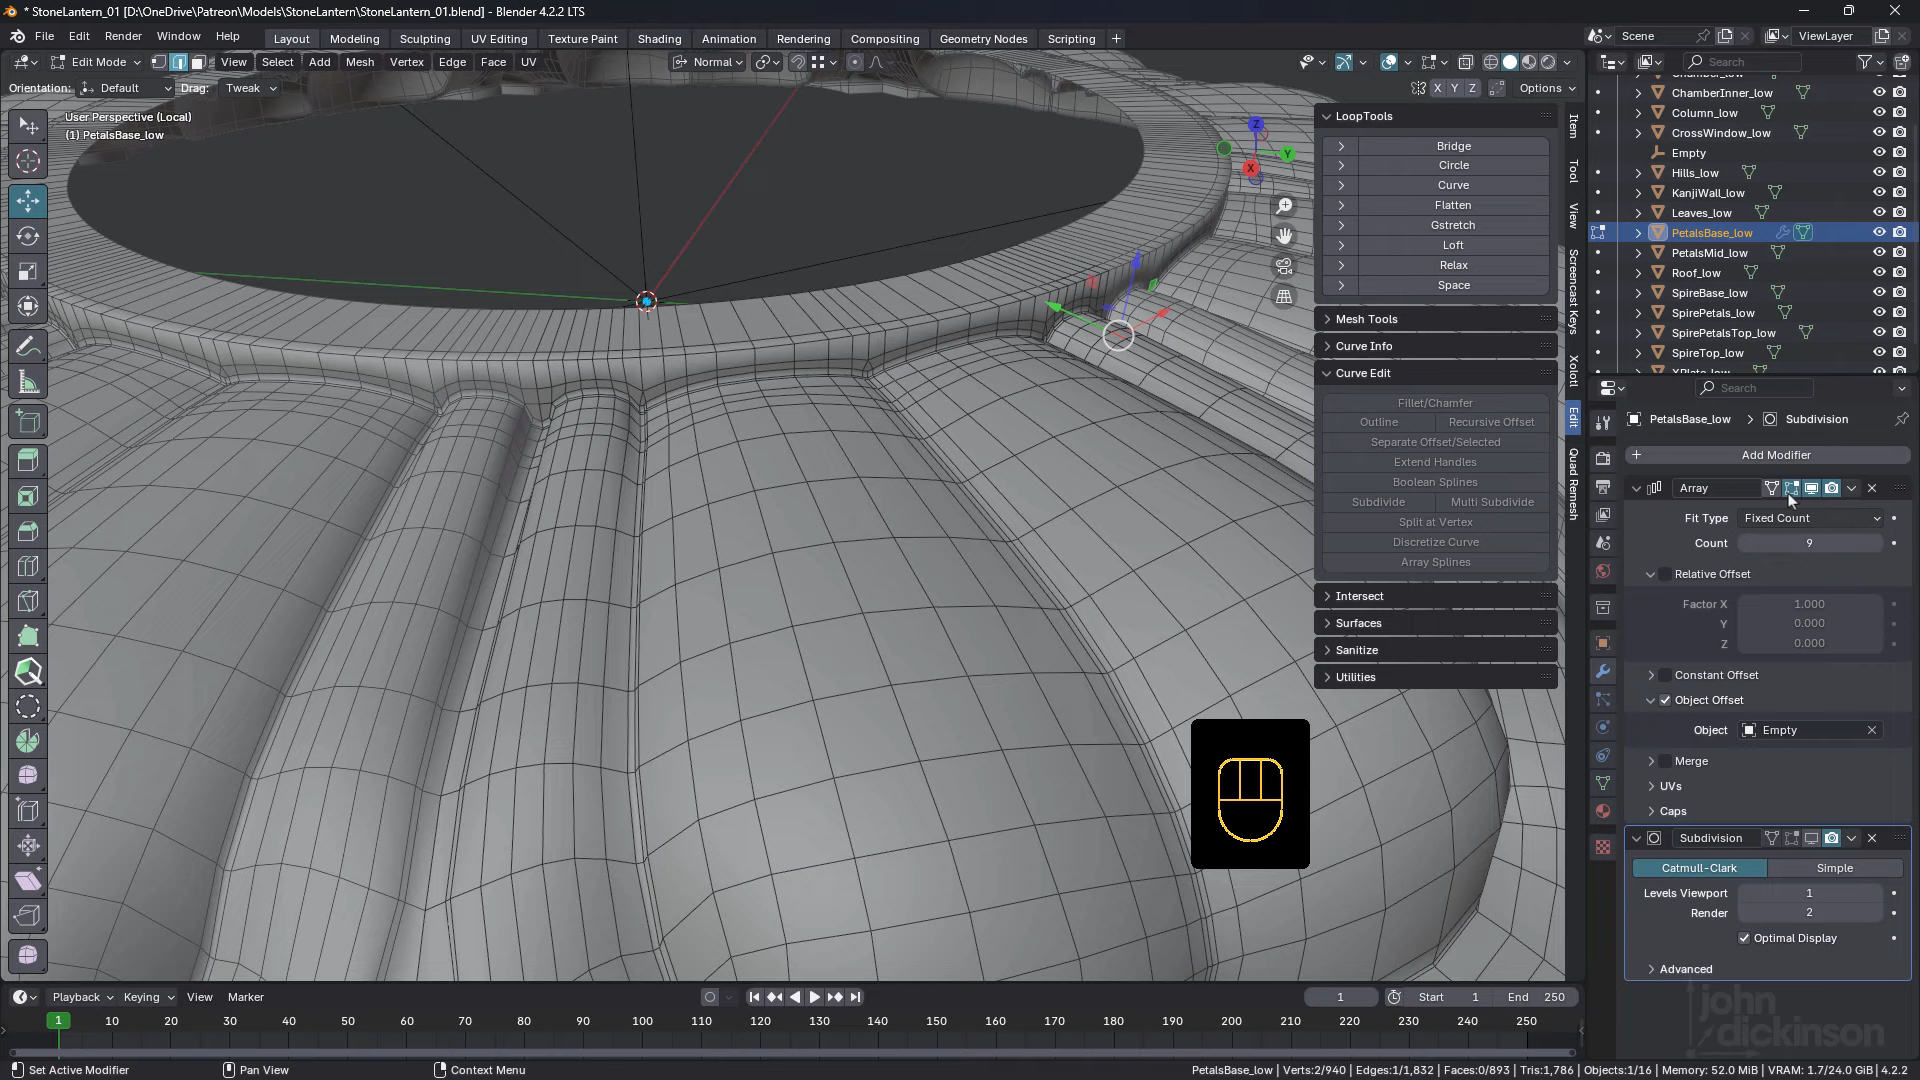 * StoneLantern_01 [D:\OneDrive\Patreon\Models\StoneLantern\StoneLantern_01.blend] - Blender 4.2.2 LTS
File Edit Render Window Help Layout Modeling Sculpting UV Editing Texture Paint Shading Animation Rendering Compositing Geometry Nodes Scripting + Scene ViewLayer
Edit Mode View Select Add Mesh Vertex Edge Face UV Normal Search
Orientation: Default Drag: Tweak X Y Z Options
User Perspective (Local)
(1) PetalsBase_low
Z
Y
X
LoopTools
Bridge
Circle
Curve
Flatten
Gstretch
Loft
Relax
Space
Mesh Tools
Curve Info
Curve Edit
Fillet/Chamfer
Outline Recursive Offset
Separate Offset/Selected
Extend Handles
Boolean Splines
Subdivide Multi Subdivide
Split at Vertex
Discretize Curve
Array Splines
Intersect
Surfaces
Sanitize
Utilities
Item
Tool
View
Screencast Keys
Xolotl
Edit
Quad Remesh
ChamberInner_low
Column_low
CrossWindow_low
Empty
Hills_low
KanjiWall_low
Leaves_low
PetalsBase_low
PetalsMid_low
Roof_low
SpireBase_low
SpirePetals_low
SpirePetalsTop_low
SpireTop_low
Search
PetalsBase_low Subdivision
Add Modifier
Array
Fit Type Fixed Count
Count 9
Relative Offset
Factor X 1.000
Y 0.000
Z 0.000
Constant Offset
Object Offset
Object Empty
Merge
UVs
Caps
Subdivision
Catmull-Clark Simple
Levels Viewport 1
Render 2
Optimal Display
Advanced
john
dickinson
Playback Keying View Marker 1 Start 1 End 250
1 10 20 30 40 50 60 70 80 90 100 110 120 130 140 150 160 170 180 190 200 210 220 230 240 250
Set Active Modifier Pan View Context Menu PetalsBase_low | Verts:2/940 | Edges:1/1,832 | Faces:0/893 | Tris:1,786 | Objects:1/16 | Memory: 52.0 MiB | VRAM: 1.7/24.0 GiB | 4.2.2